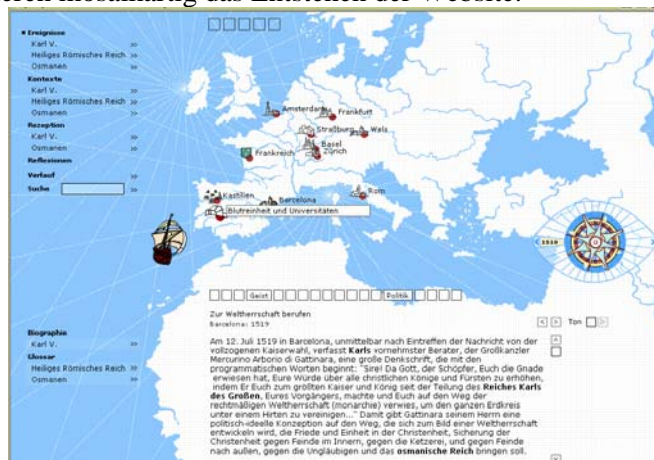 eren mosaikartig das Entstehen der Website.
Ereignisse
Karl V. >>
Heiliges Römisches Reich >>
Osmanen >>
Kontexte
Karl V. >>
Heiliges Römisches Reich >>
Osmanen >>
Rezeption
Karl V. >>
Osmanen >>
Reflexionen
Verlauf >>
Suche >>
Amsterdam
Frankfurt
Straßburg
Wals
Basel
Zürich
Frankreich
Kastilien
Barcelona
Rom
Blutreinheit und Universitäten
1519
Geist
Politik
Zur Weltherrschaft berufen
Barcelona: 1519
< > Ton >
Am 12. Juli 1519 in Barcelona, unmittelbar nach Eintreffen der Nachricht von der
vollzogenen Kaiserwahl, verfasst Karls vornehmster Berater, der Großkanzler
Mercurino Arborio di Gattinara, eine große Denkschrift, die mit den
programmatischen Worten beginnt: "Sire! Da Gott, der Schöpfer, Euch die Gnade
erwiesen hat, Eure Würde über alle christlichen Könige und Fürsten zu erhöhen,
indem Er Euch zum größten Kaiser und König seit der Teilung des Reiches Karls
des Großen, Eures Vorgängers, machte und Euch auf den Weg der
rechtmäßigen Weltherrschaft (monarchie) verwies, um den ganzen Erdkreis
unter einem Hirten zu vereinigen..." Damit gibt Gattinara seinem Herrn eine
politisch-ideelle Konzeption auf den Weg, die sich zum Bild einer Weltherrschaft
entwickeln wird, die Friede und Einheit in der Christenheit, Sicherung der
Christenheit gegen Feinde im Innern, gegen die Ketzerei, und gegen Feinde
nach außen, gegen die Ungläubigen und das osmanische Reich bringen soll.
Biographie
Karl V. >>
Glossar
Heiliges Römisches Reich >>
Osmanen >>